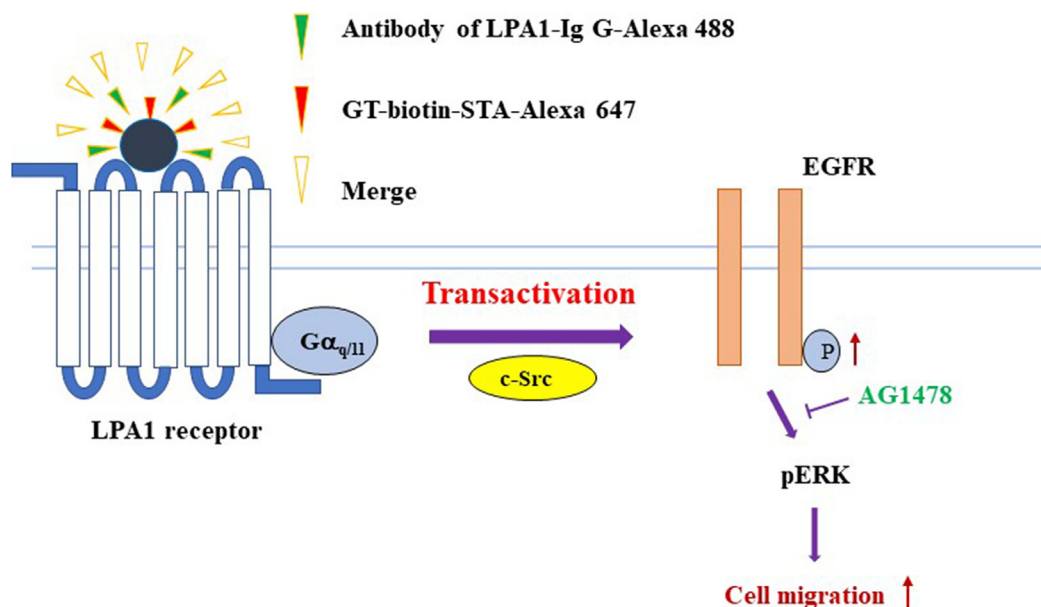 Antibody of LPA1-Ig G-Alexa 488
GT-biotin-STA-Alexa 647
Merge
EGFR
Transactivation
Gαq/11
c-Src
P
AG1478
LPA1 receptor
pERK
Cell migration